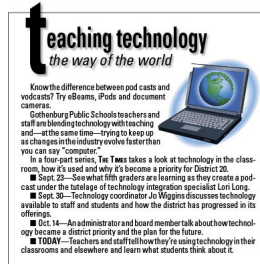 teaching technology
the way of the world
Know the difference between pod casts and
vodcasts? Try eBeams, iPods and document
cameras.
Gothenburg Public Schools teachers and
staff are blending technology with teaching
and—at the same time—trying to keep up
as changes in the industry evolve faster than
you can say "computer."
In a four-part series, THE TIMES takes a look at technology in the class-
room, how it's used and why it's become a priority for District 20.
■ Sept. 23—See what fifth graders are learning as they create a pod-
cast under the tutelage of technology integration specialist Lori Long.
■ Sept. 30—Technology coordinator Jo Wiggins discusses technology
available to staff and students and how the district has progressed in its
offerings.
■ Oct. 14—An administrator and board member talk about how technol-
ogy became a district priority and the plan for the future.
■ TODAY—Teachers and staff tell how they're using technology in their
classrooms and elsewhere and learn what students think about it.